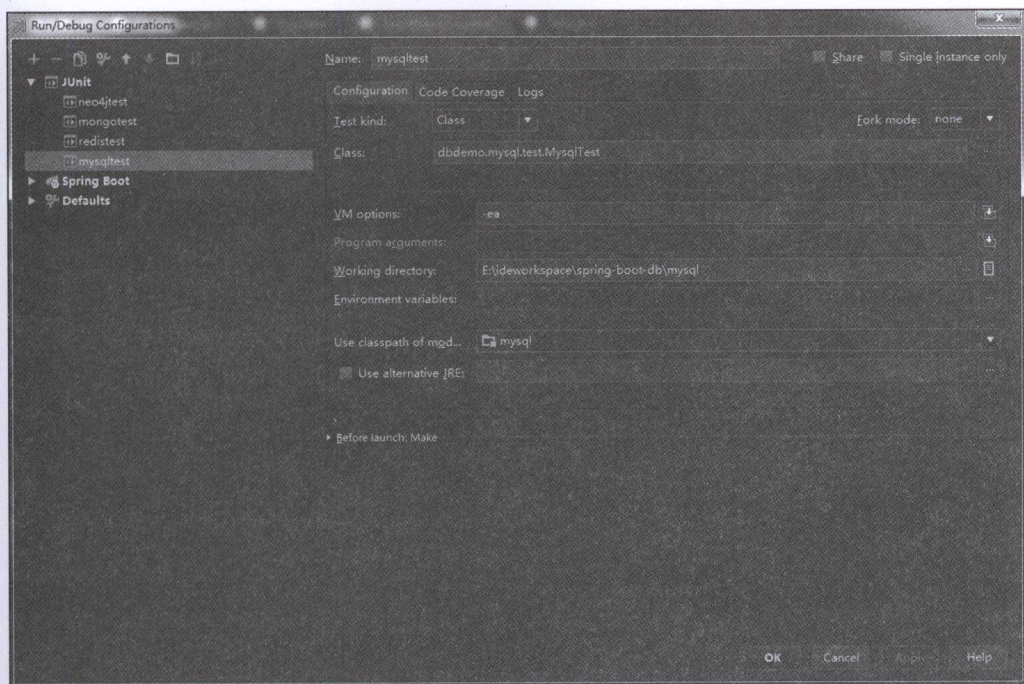 Run/Debug Configurations
Name: mysqltest
Share
Single instance only
JUnit
neo4jtest
mongotest
redistest
mysqltest
Spring Boot
Defaults
Configuration
Code Coverage
Logs
Test kind: Class
Fork mode: none
Class: dbdemo.mysql.test.MysqlTest
VM options: -ea
Program arguments:
Working directory: E:\ideworkspace\spring-boot-db\mysql
Environment variables:
Use classpath of mod... mysql
Use alternative JRE:
Before launch: Make
OK
Cancel
Apply
Help